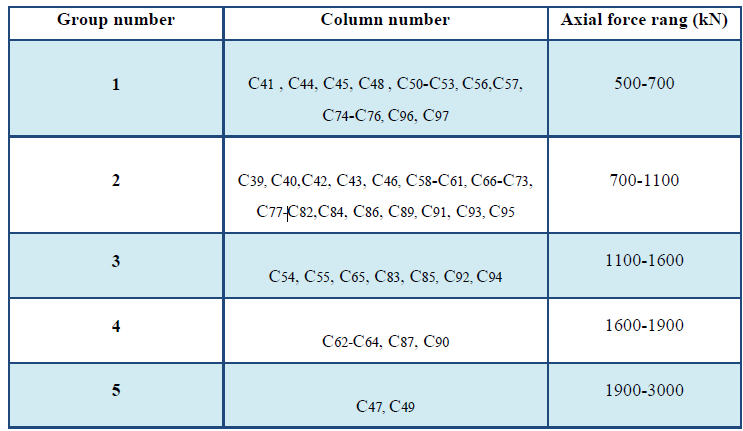 Group number Column number Axial force rang (kN)
1 C41 , C44, C45, C48 , C50-C53, C56,C57, 500-700
C74-C76, C96, C97
2 C39, C40,C42, C43, C46, C58-C61, C66-C73, 700-1100
C77-C82,C84, C86, C89, C91, C93, C95
3 C54, C55, C65, C83, C85, C92, C94 1100-1600
4 C62-C64, C87, C90 1600-1900
5 C47, C49 1900-3000